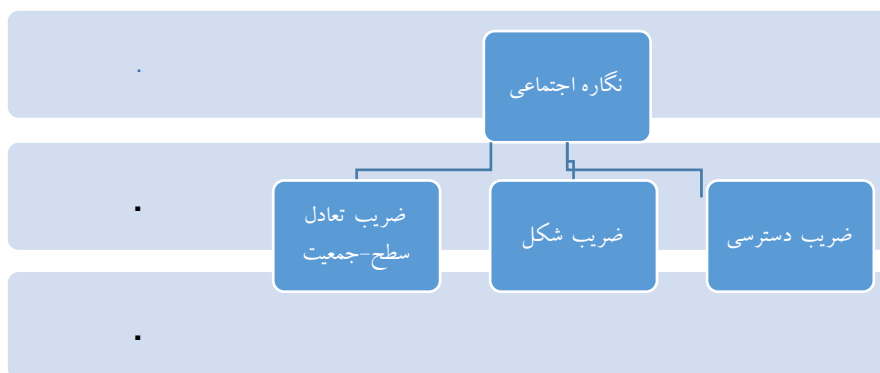 نگاره اجتماعی
ضریب دسترسی
ضریب شکل
ضریب تعادل
سطح-جمعیت